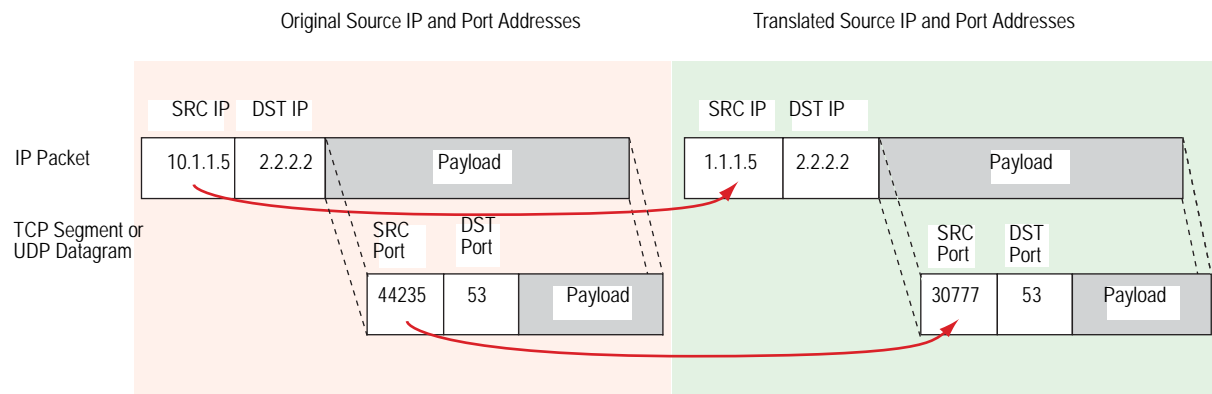 Original Source IP and Port Addresses
Translated Source IP and Port Addresses
SRC IP DST IP
SRC IP DST IP
IP Packet
10.1.1.5 2.2.2.2 Payload
1.1.1.5 2.2.2.2 Payload
TCP Segment or
UDP Datagram
SRC
Port
DST
Port
SRC
Port
DST
Port
44235 53 Payload
30777 53 Payload